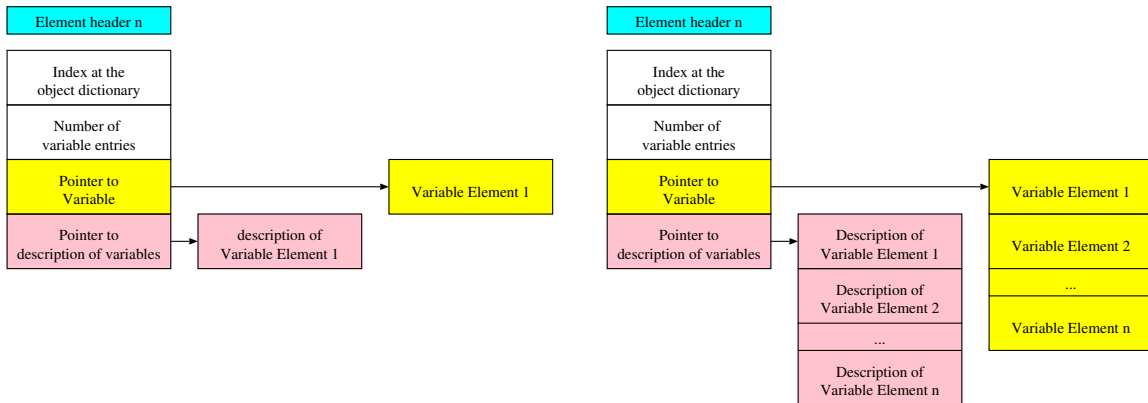 Element header n
Index at the
object dictionary
Number of
variable entries
Pointer to
Variable
Variable Element 1
Pointer to
description of variables
description of
Variable Element 1
Element header n
Index at the
object dictionary
Number of
variable entries
Pointer to
Variable
Variable Element 1
Pointer to
description of variables
Description of
Variable Element 1
Variable Element 2
Description of
Variable Element 2
...
Variable Element n
...
Description of
Variable Element n